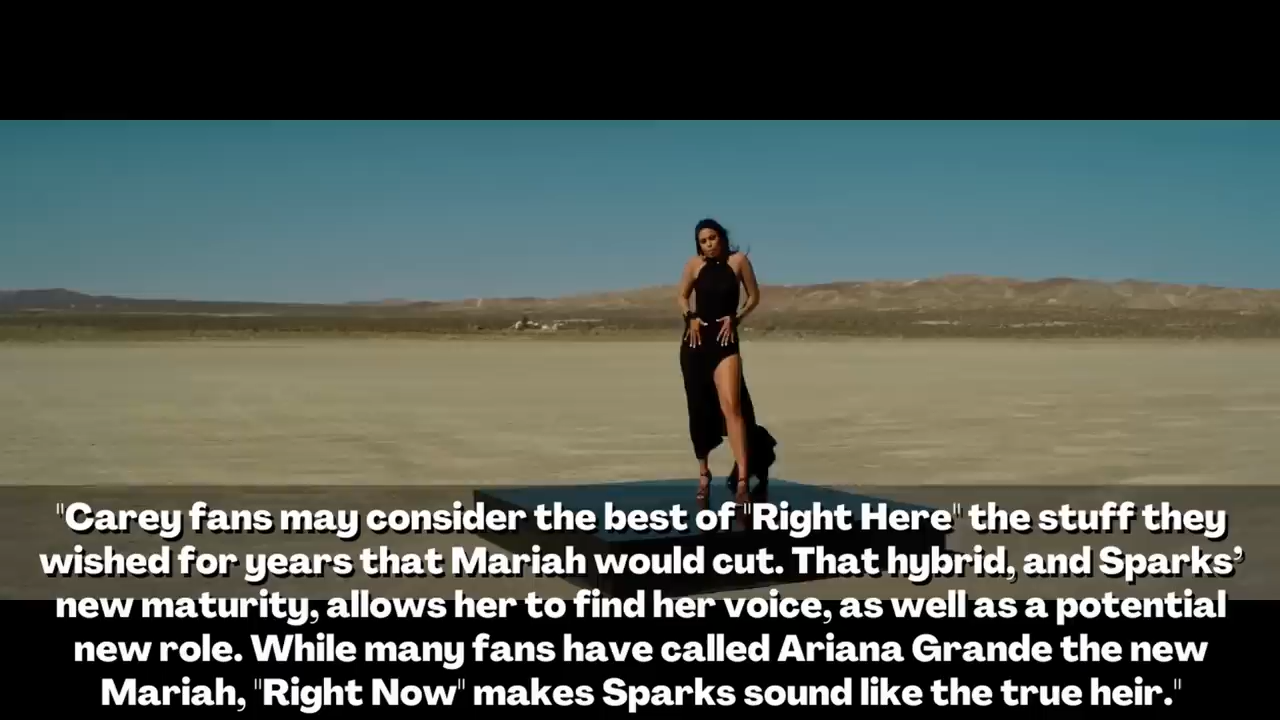 "Carey fans may consider the best of "Right Here" the stuff they
wished for years that Mariah would cut. That hybrid, and Sparks’
new maturity, allows her to find her voice, as well as a potential
new role. While many fans have called Ariana Grande the new
Mariah, "Right Now" makes Sparks sound like the true heir."